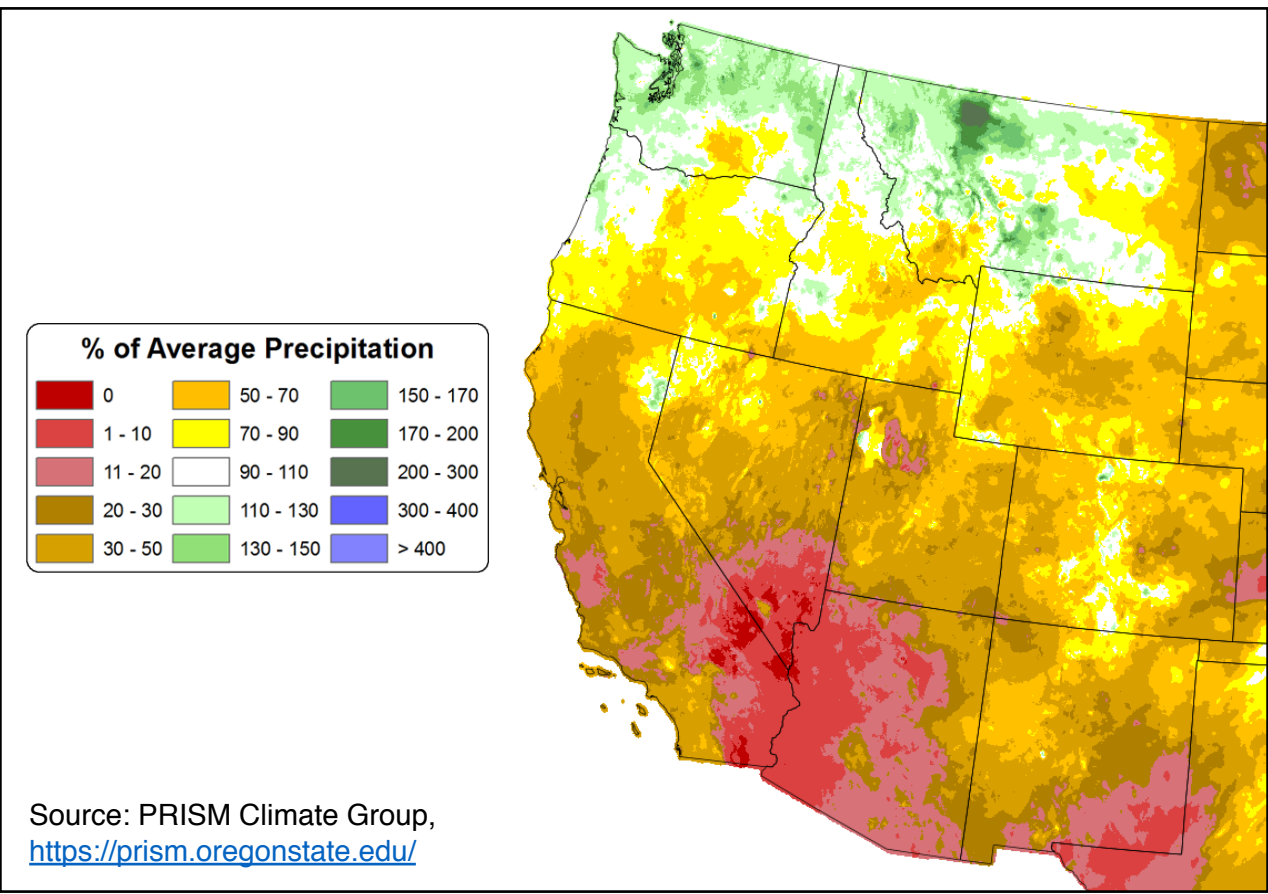 % of Average Precipitation
0 50 - 70 150 - 170
1 - 10 70 - 90 170 - 200
11 - 20 90 - 110 200 - 300
20 - 30 110 - 130 300 - 400
30 - 50 130 - 150 > 400
Source: PRISM Climate Group,
https://prism.oregonstate.edu/